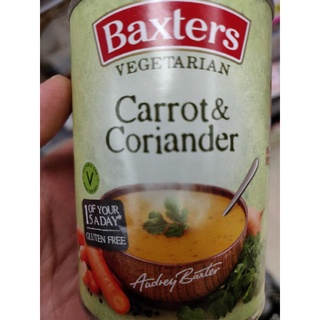 Baxters
VEGETARIAN
Carrot &
Coriander
V
1 OF YOUR
5 A DAY*
GLUTEN FREE
Audrey Baxter